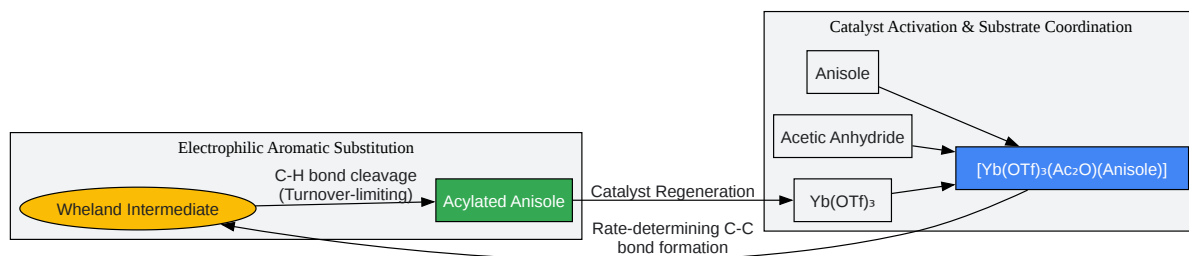 Catalyst Activation & Substrate Coordination
Anisole
Acetic Anhydride
Yb(OTf)₃
[Yb(OTf)₃(Ac₂O)(Anisole)]
Electrophilic Aromatic Substitution
Wheland Intermediate
C-H bond cleavage
(Turnover-limiting)
Acylated Anisole
Catalyst Regeneration
Rate-determining C-C
bond formation